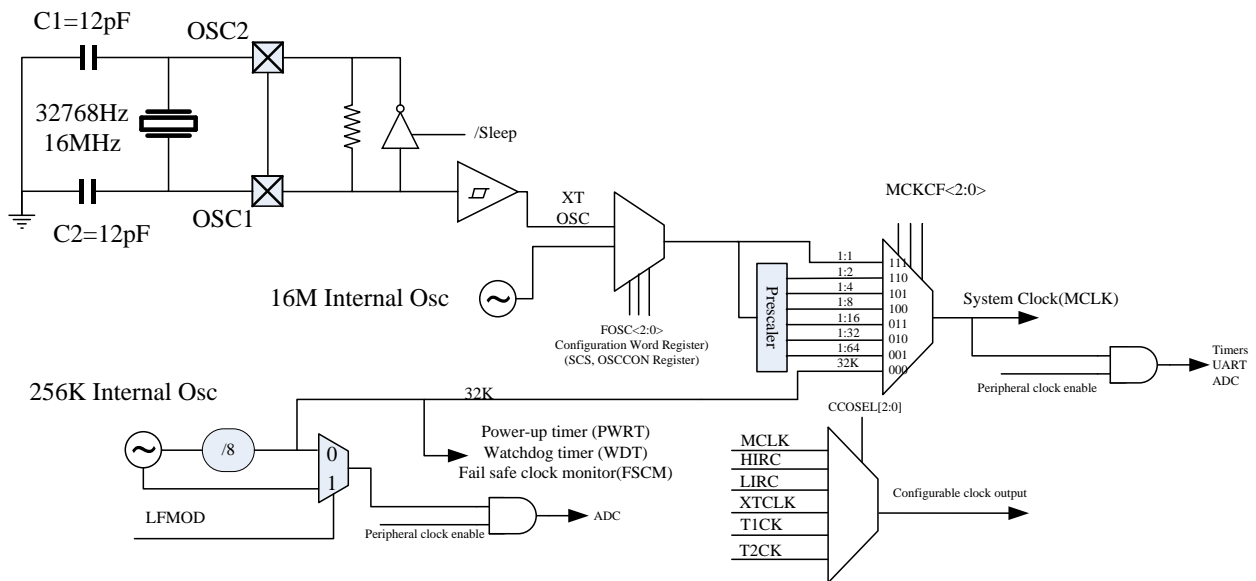 C1=12pF
OSC2
32768Hz
16MHz
/Sleep
OSC1
C2=12pF
XT
OSC
MCKCF<2:0>
16M Internal Osc
FOSC<2:0>
Configuration Word Register)
(SCS, OSCCON Register)
Prescaler
1:1
1:2
1:4
1:8
1:16
1:32
1:64
32K
111
110
101
100
011
010
001
000
System Clock(MCLK)
Peripheral clock enable
Timers
UART
ADC
256K Internal Osc
/8
32K
0
1
LFMOD
Power-up timer (PWRT)
Watchdog timer (WDT)
Fail safe clock monitor(FSCM)
Peripheral clock enable
ADC
CCOSEL[2:0]
MCLK
HIRC
LIRC
XTCLK
T1CK
T2CK
Configurable clock output